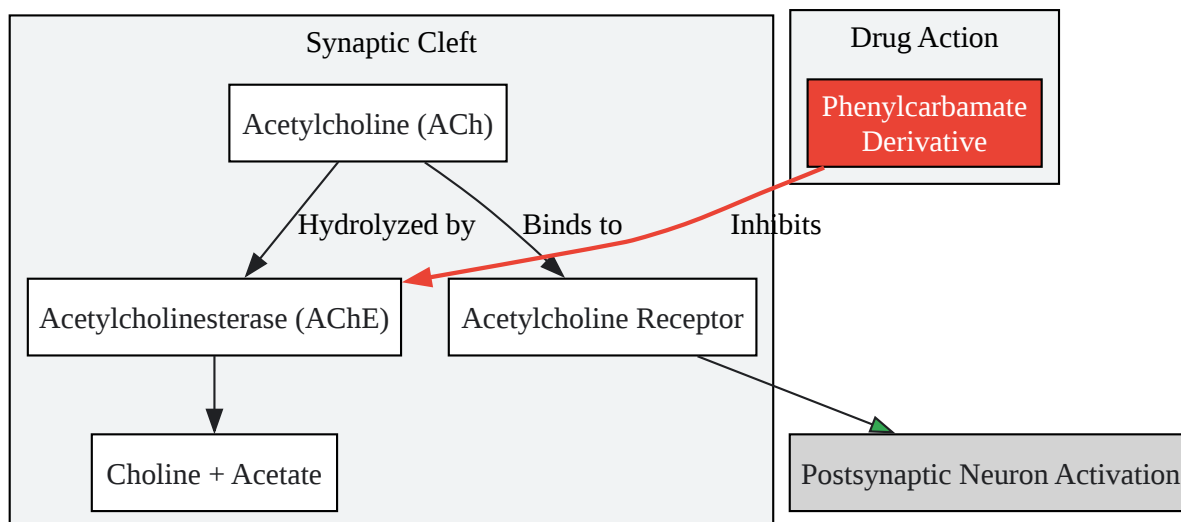 Synaptic Cleft
Drug Action
Acetylcholine (ACh)
Phenylcarbamate
Derivative
Hydrolyzed by
Binds to
Inhibits
Acetylcholinesterase (AChE)
Acetylcholine Receptor
Choline + Acetate
Postsynaptic Neuron Activation